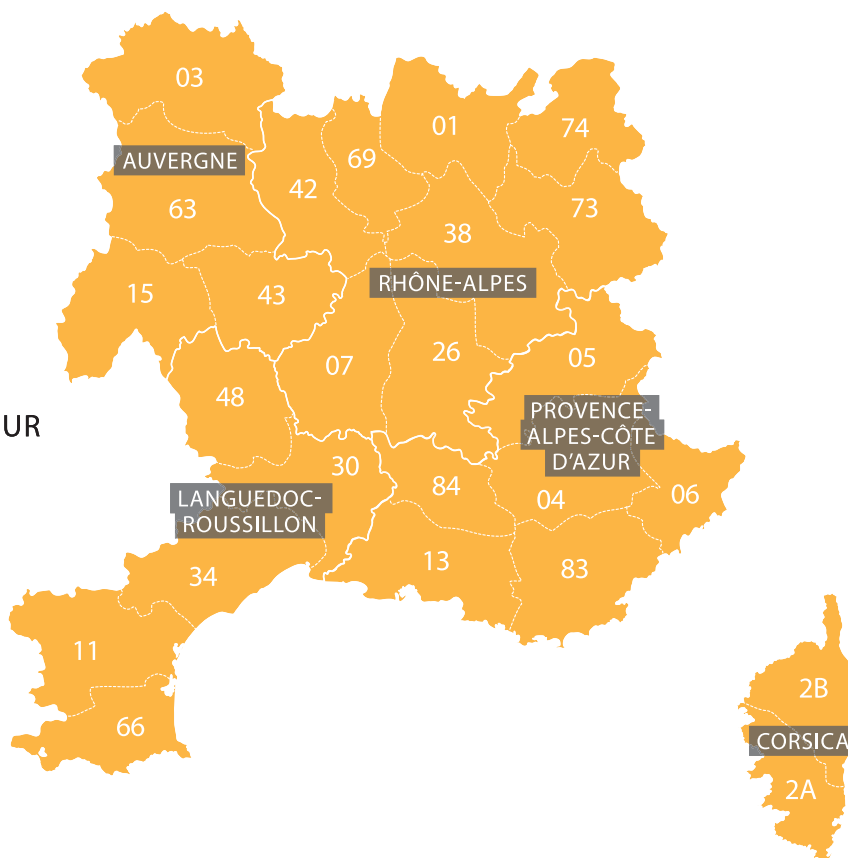 03
01
74
69
AUVERGNE
42
63
73
38
RHÔNE-ALPES
15
43
26
05
07
48
PROVENCE-
ALPES-CÔTE
D'AZUR
UR
30
84
04
06
LANGUEDOC-
ROUSSILLON
13
83
34
11
2B
66
CORSICA
2A